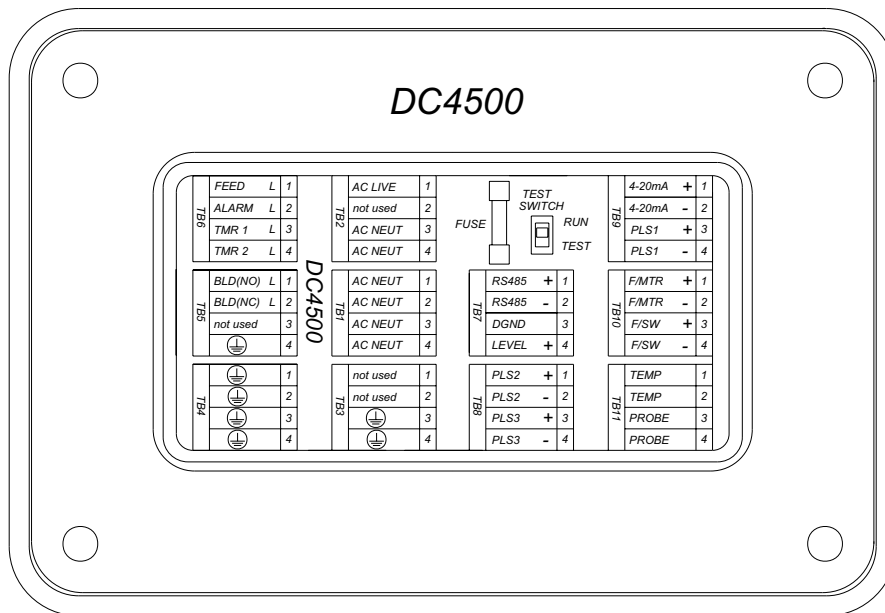 DC4500
TB6
FEED L 1
ALARM L 2
TMR 1 L 3
TMR 2 L 4
TB2
AC LIVE 1
not used 2
AC NEUT 3
AC NEUT 4
FUSE
TEST
SWITCH
RUN
TEST
TB9
4-20mA + 1
4-20mA - 2
PLS1 + 3
PLS1 - 4
DC4500
TB5
BLD(NO) L 1
BLD(NC) L 2
not used 3
4
TB1
AC NEUT 1
AC NEUT 2
AC NEUT 3
AC NEUT 4
TB7
RS485 + 1
RS485 - 2
DGND 3
LEVEL + 4
TB10
F/MTR + 1
F/MTR - 2
F/SW + 3
F/SW - 4
TB4
1
2
3
4
TB3
not used 1
not used 2
3
4
TB8
PLS2 + 1
PLS2 - 2
PLS3 + 3
PLS3 - 4
TB11
TEMP 1
TEMP 2
PROBE 3
PROBE 4